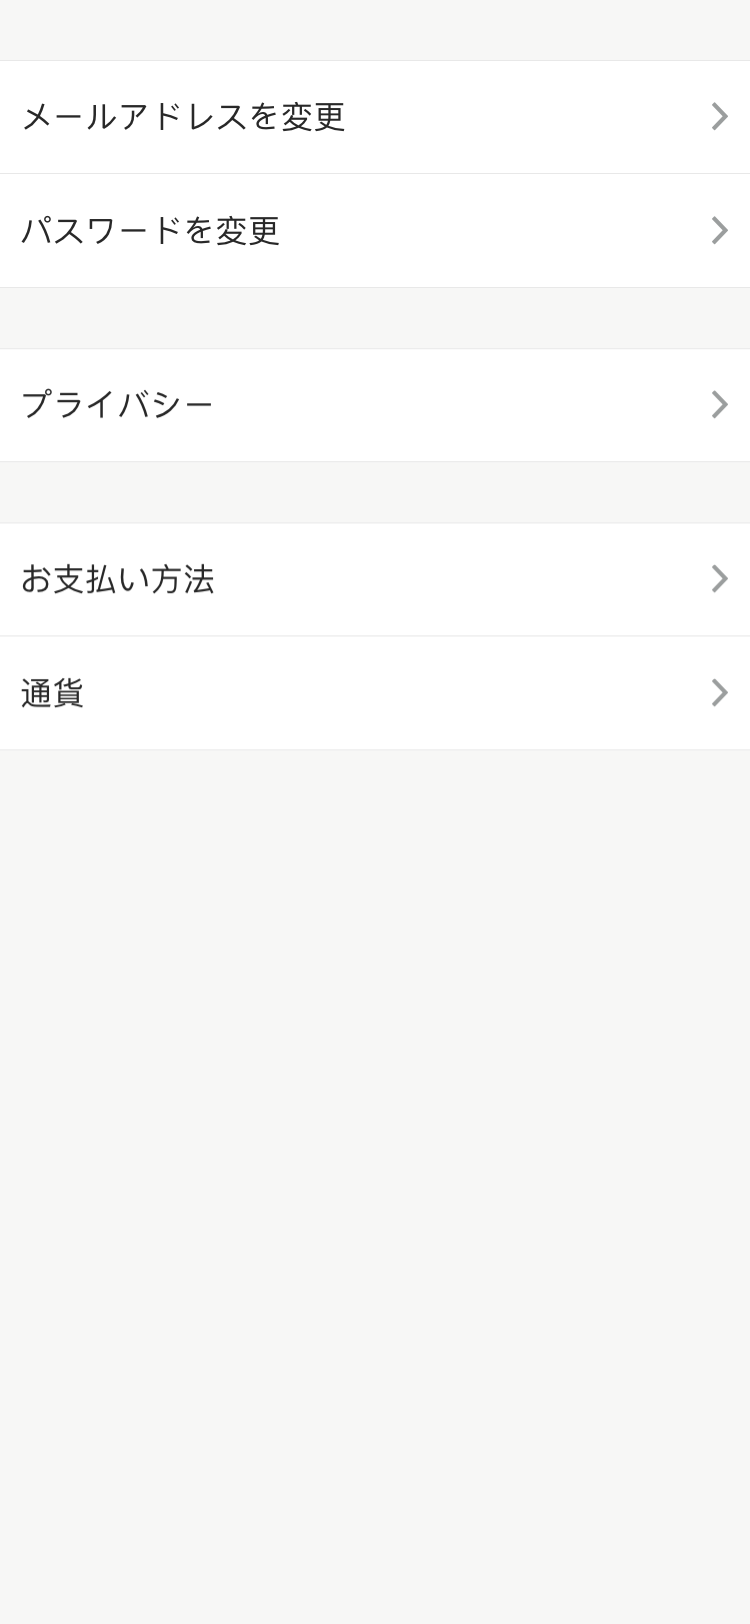 メールアドレスを変更
パスワードを変更
プライバシー
お支払い方法
通貨